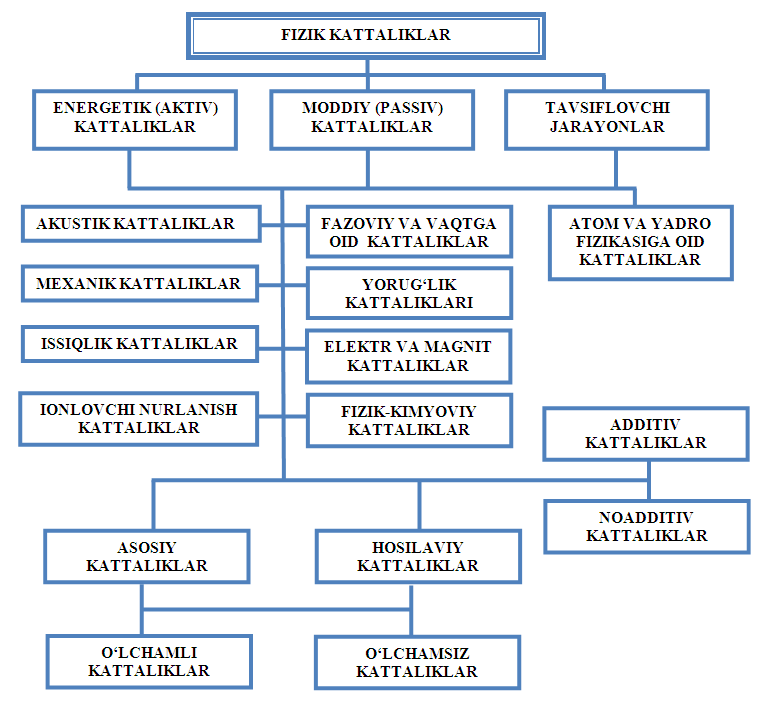 FIZIK KATTALIKLAR
ENERGETIK (AKTIV)
KATTALIKLAR
MODDIY (PASSIV)
KATTALIKLAR
TAVSIFLOVCHI
JARAYONLAR
AKUSTIK KATTALIKLAR
FAZOVIY VA VAQTGA
OID KATTALIKLAR
ATOM VA YADRO
FIZIKASIGA OID
KATTALIKLAR
MEXANIK KATTALIKLAR
YORUG‘LIK
KATTALIKLARI
ISSIQLIK KATTALIKLAR
ELEKTR VA MAGNIT
KATTALIKLAR
IONLOVCHI NURLANISH
KATTALIKLAR
FIZIK-KIMYOVIY
KATTALIKLAR
ADDITIV
KATTALIKLAR
NOADDITIV
KATTALIKLAR
ASOSIY
KATTALIKLAR
HOSILAVIY
KATTALIKLAR
O‘LCHAMLI
KATTALIKLAR
O‘LCHAMSIZ
KATTALIKLAR